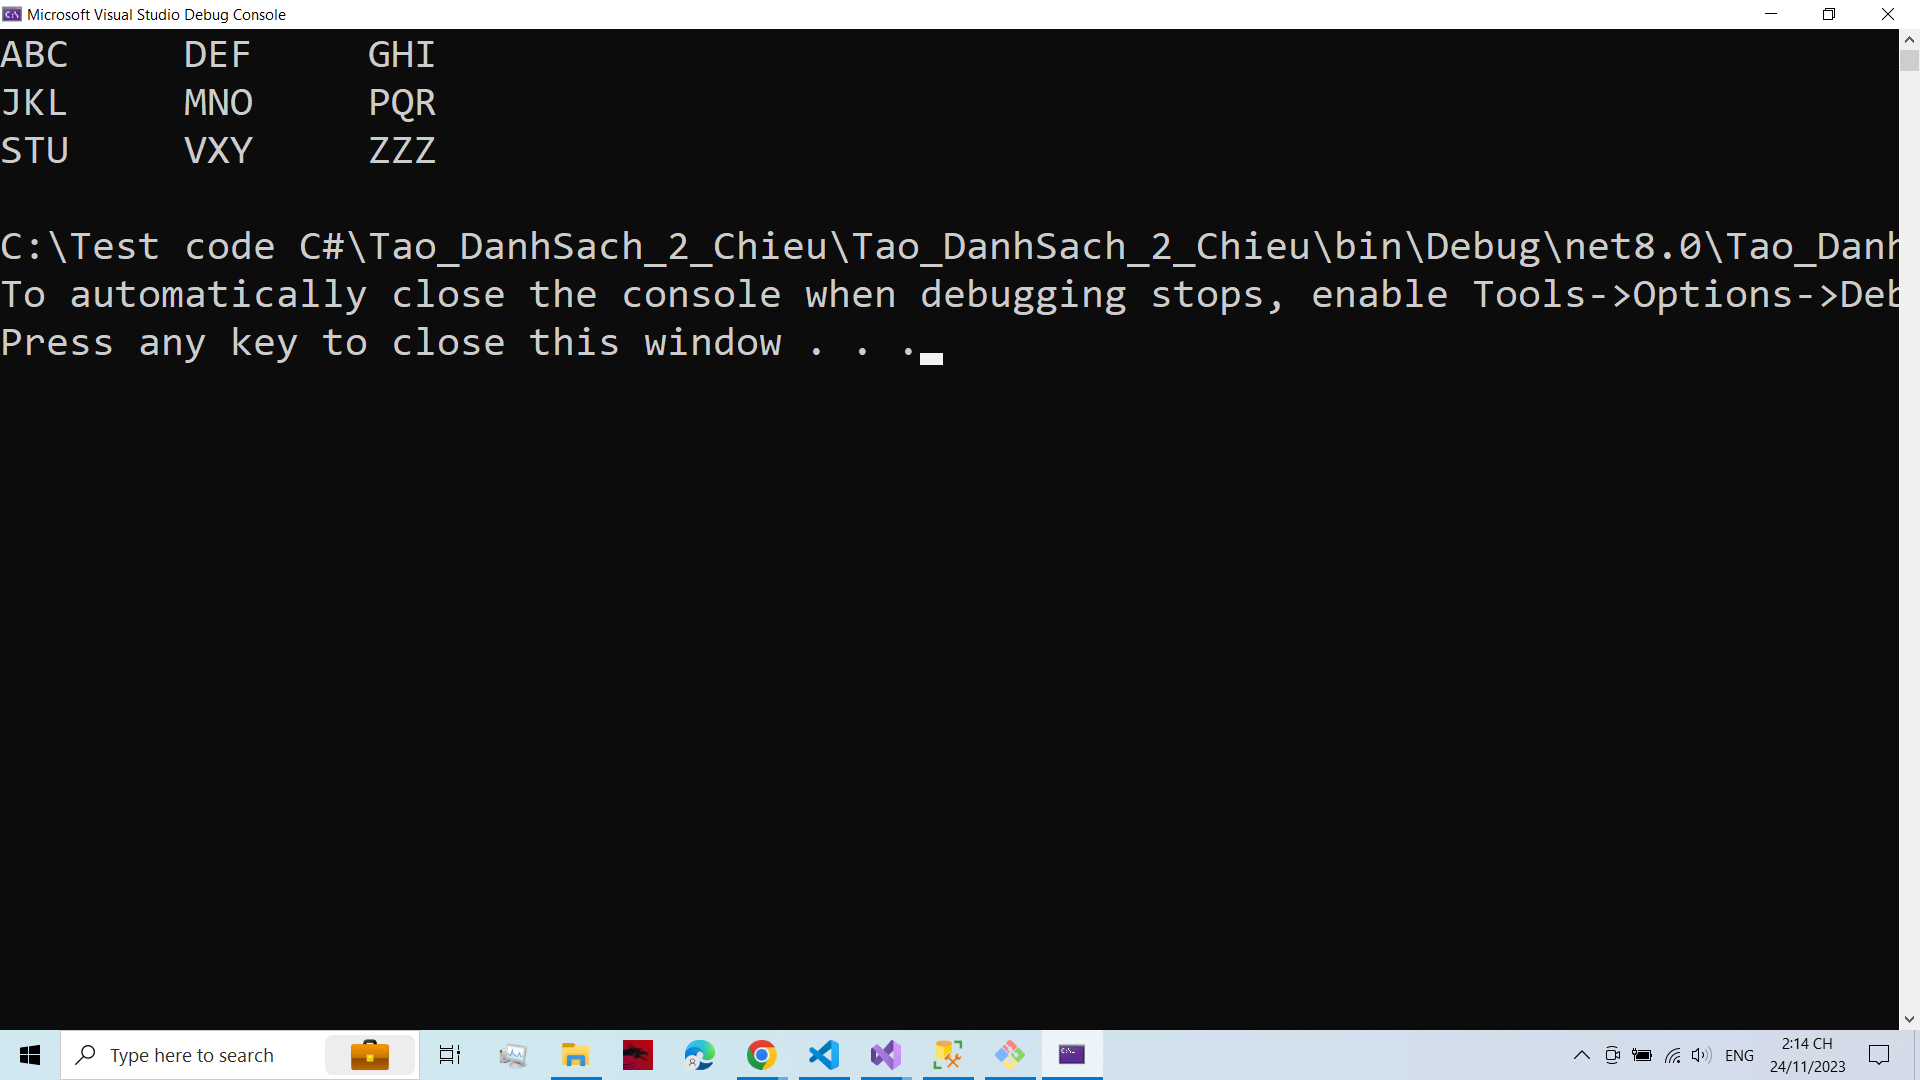 Microsoft Visual Studio Debug Console
ABC DEF GHI
JKL MNO PQR
STU VXY ZZZ
C:\Test code C#\Tao_DanhSach_2_Chieu\Tao_DanhSach_2_Chieu\bin\Debug\net8.0\Tao_Danh
To automatically close the console when debugging stops, enable Tools->Options->Deb
Press any key to close this window . . .
Type here to search
ENG
2:14 CH
24/11/2023